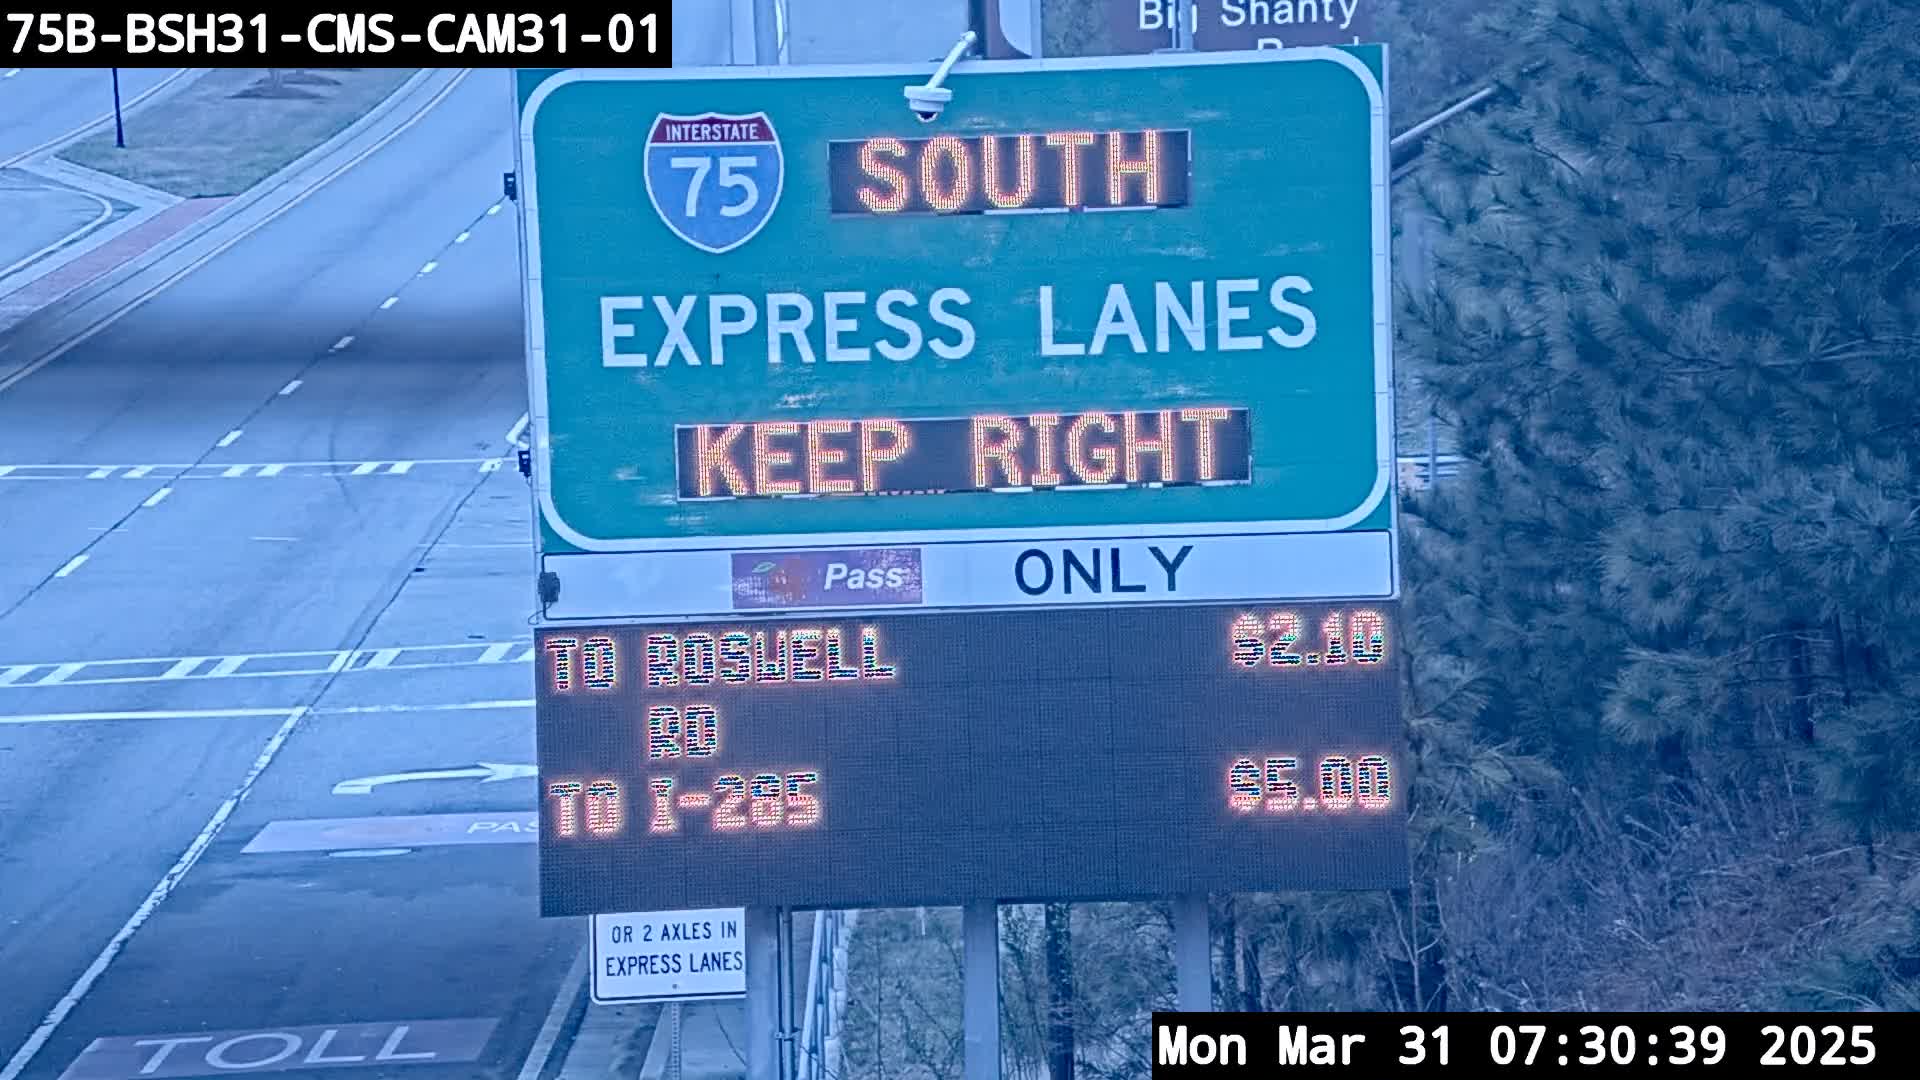 75B-BSH31-CMS-CAM31-01
Big Shanty
INTERSTATE
75
SOUTH
EXPRESS LANES
KEEP RIGHT
Pass
ONLY
TO ROSWELL $2.10
RD
TO I-285 $5.00
OR 2 AXLES IN
EXPRESS LANES
TOLL
Mon Mar 31 07:30:39 2025